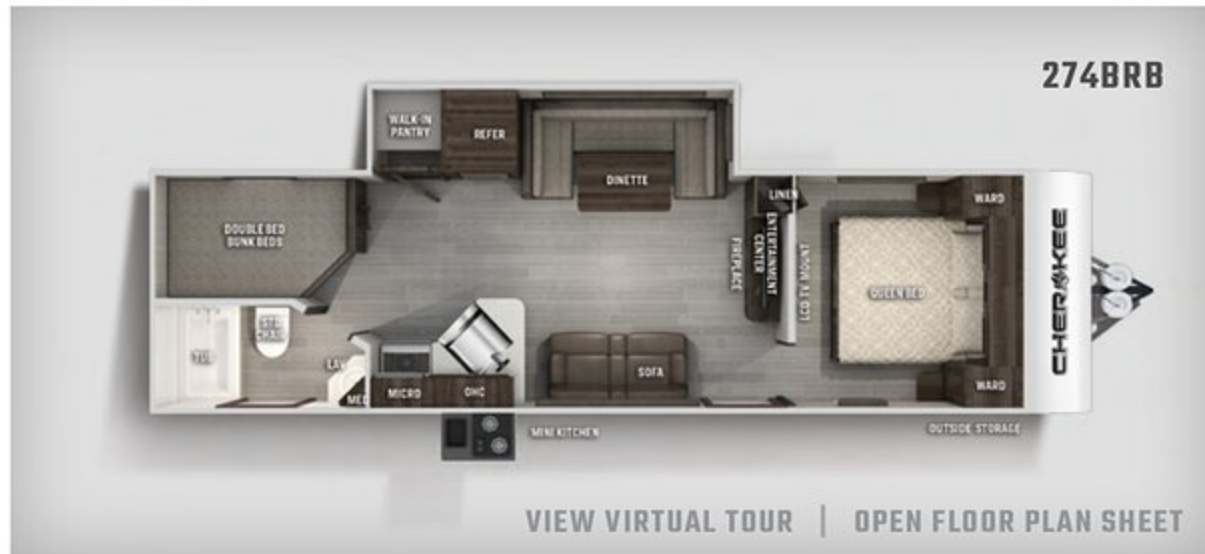 274BRB
WALK-IN
PANTRY
REFER
DINETTE
LINEN
WARD
DOUBLE BED
BUNK BEDS
FIREPLACE
ENTERTAINMENT
CENTER
LCD TV MOUNT
QUEEN BED
CHEROKEE
TUB
STD
CHAIR
LAV
MED
MICRO
OHC
SOFA
WARD
MINI KITCHEN
OUTSIDE STORAGE
VIEW VIRTUAL TOUR | OPEN FLOOR PLAN SHEET